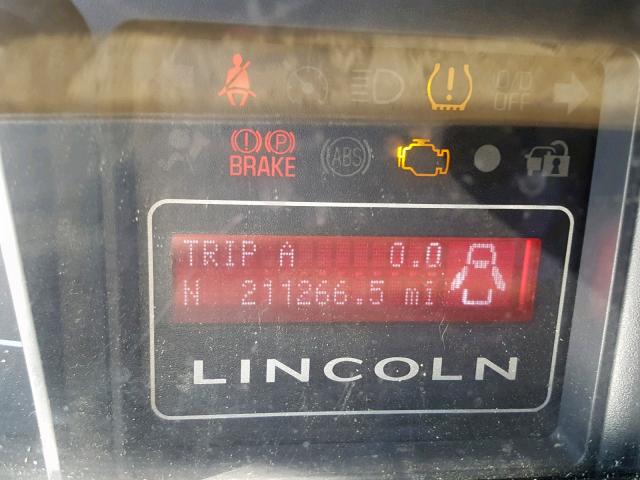 O/D
OFF
(!) (P)
BRAKE
ABS
TRIP A 0.0
N 211266.5 mi
LINCOLN